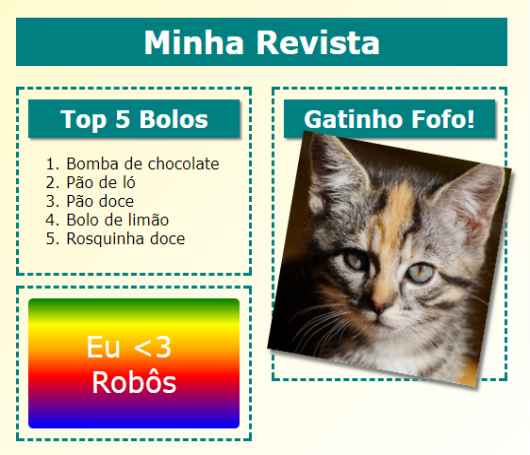 Minha Revista
Top 5 Bolos
1. Bomba de chocolate
2. Pão de ló
3. Pão doce
4. Bolo de limão
5. Rosquinha doce
Eu <3
Robôs
Gatinho Fofo!